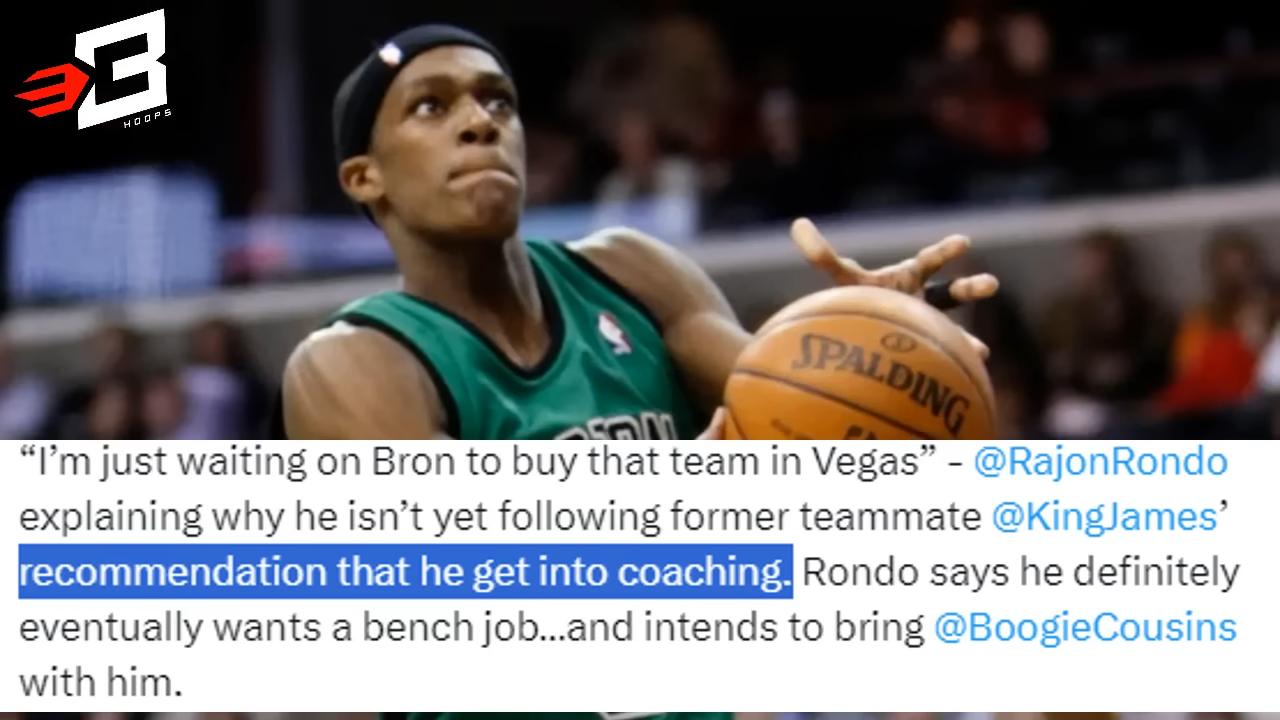 B
HOOPS
SPALDING
“I’m just waiting on Bron to buy that team in Vegas” - @RajonRondo
explaining why he isn’t yet following former teammate @KingJames’
recommendation that he get into coaching. Rondo says he definitely
eventually wants a bench job...and intends to bring @BoogieCousins
with him.